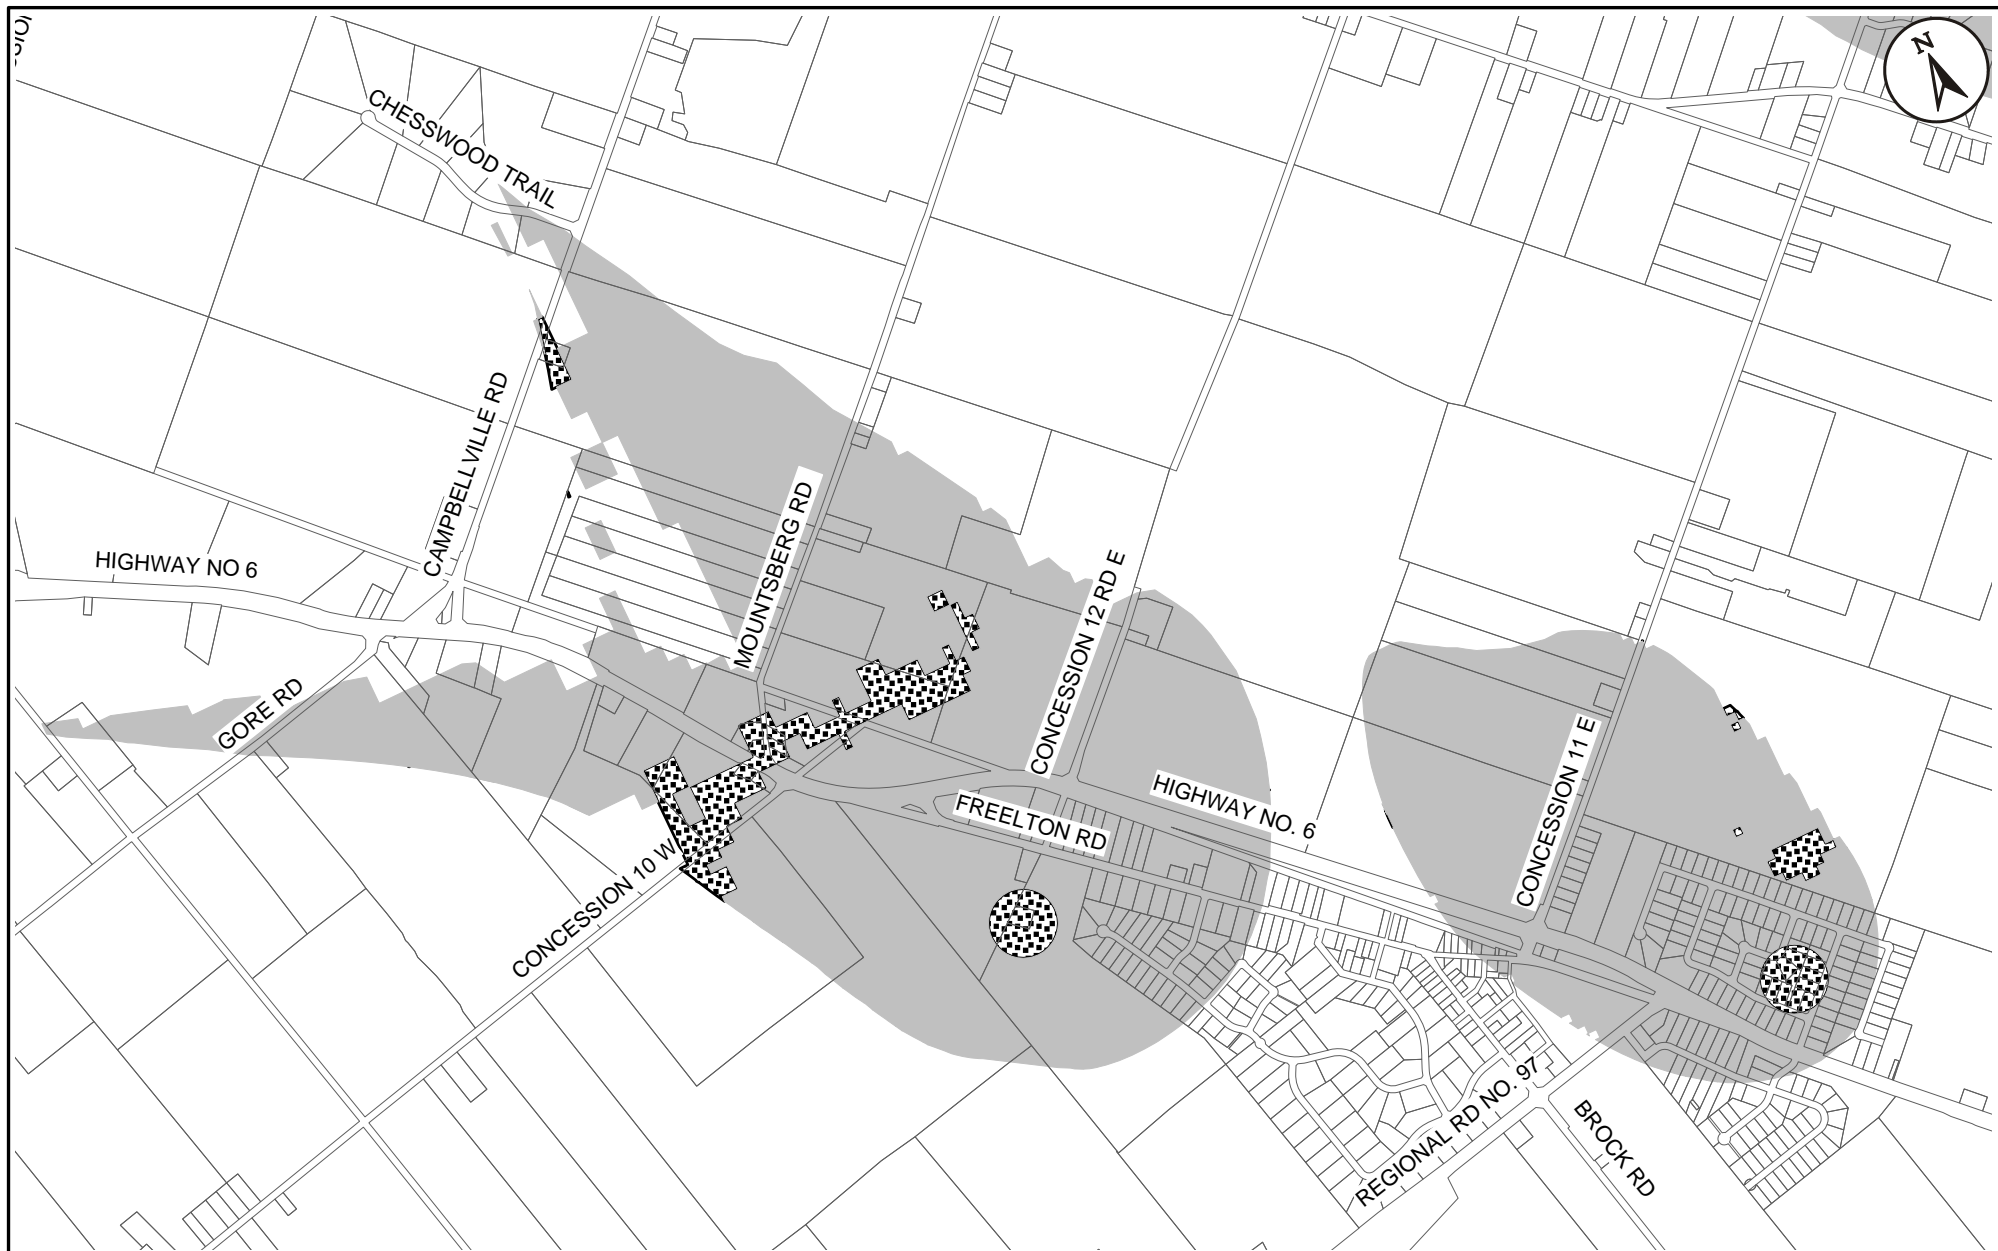 N
CHESSWOOD TRAIL
CAMPBELLVILLE RD
HIGHWAY NO 6
MOUNTSBERG RD
CONCESSION 12 RD E
GORE RD
CONCESSION 11 E
HIGHWAY NO. 6
FREELTON RD
CONCESSION 10 W
REGIONAL RD NO. 97
BROCK RD